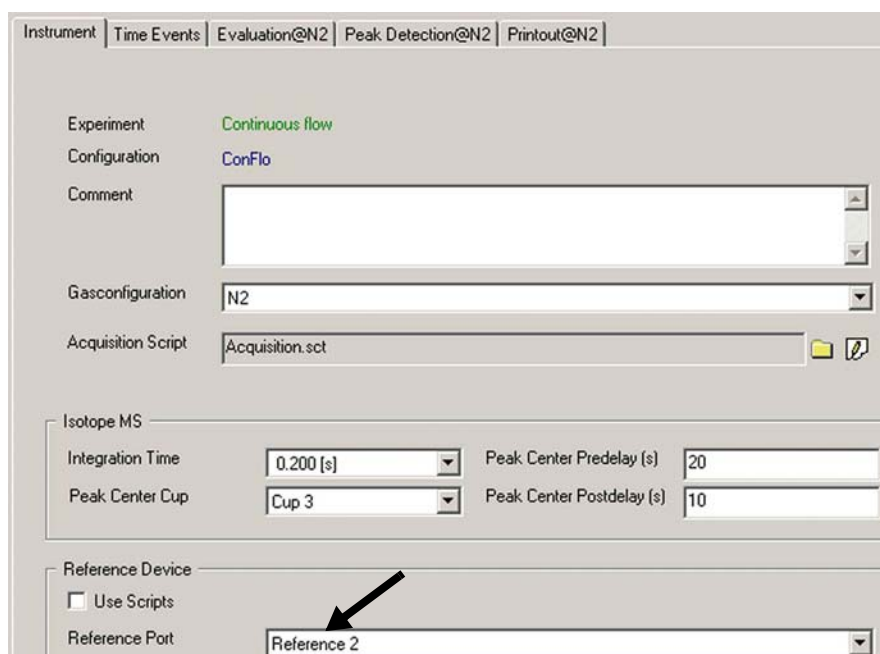 Instrument Time Events Evaluation@N2 Peak Detection@N2 Printout@N2
Experiment Continuous flow
Configuration ConFlo
Comment
Gasconfiguration N2
Acquisition Script Acquisition.sct
Isotope MS
Integration Time 0.200 [s] Peak Center Predelay (s) 20
Peak Center Cup Cup 3 Peak Center Postdelay (s) 10
Reference Device
Use Scripts
Reference Port Reference 2